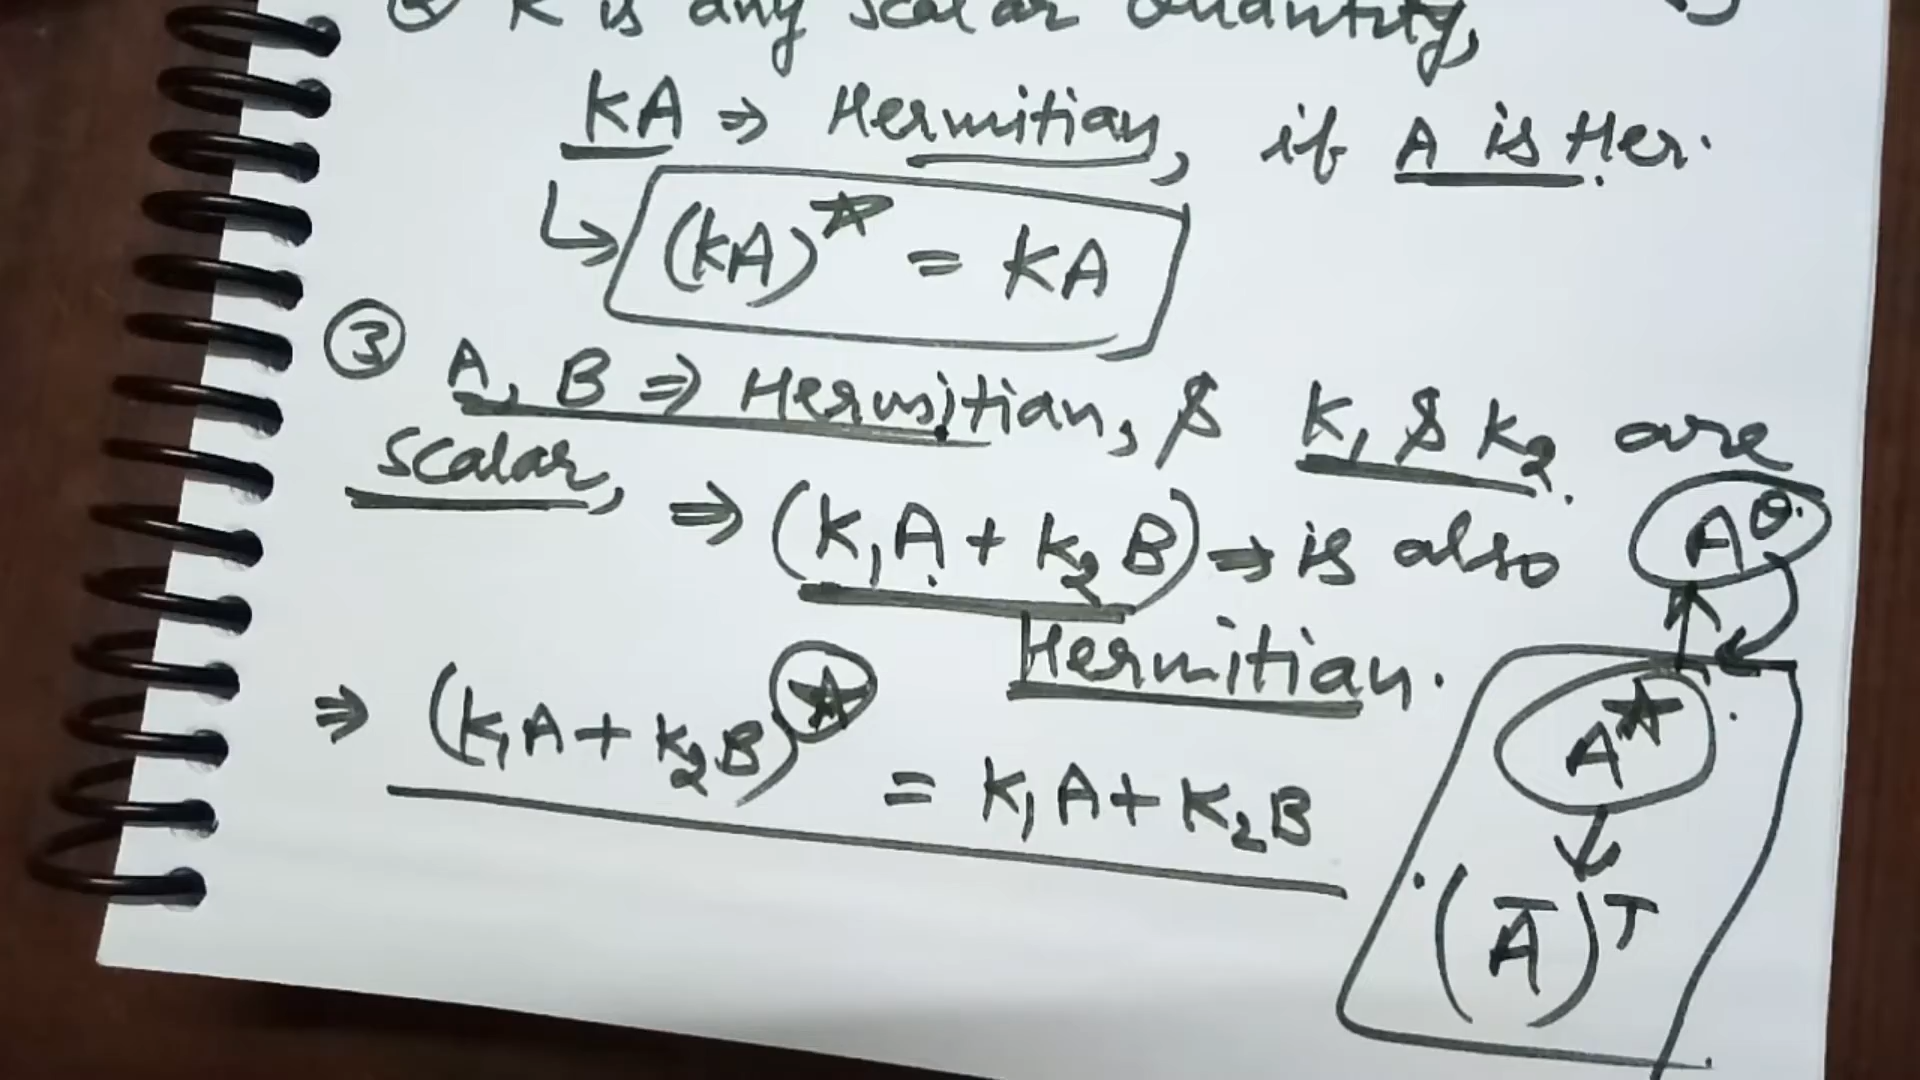 ② K is any scalar Quantity,
KA ⇒ Hermitian, if A is Her.
↳ (KA)^☆ = KA
③ A, B ⇒ Hermitian, & K₁ & K₂ are
scalar, ⇒ (K₁A + K₂B) → is also
Hermitian.
⇒ (K₁A + K₂B)^☆ = K₁A + K₂B
A^θ
↑
A^☆
↓
(A̅)^T